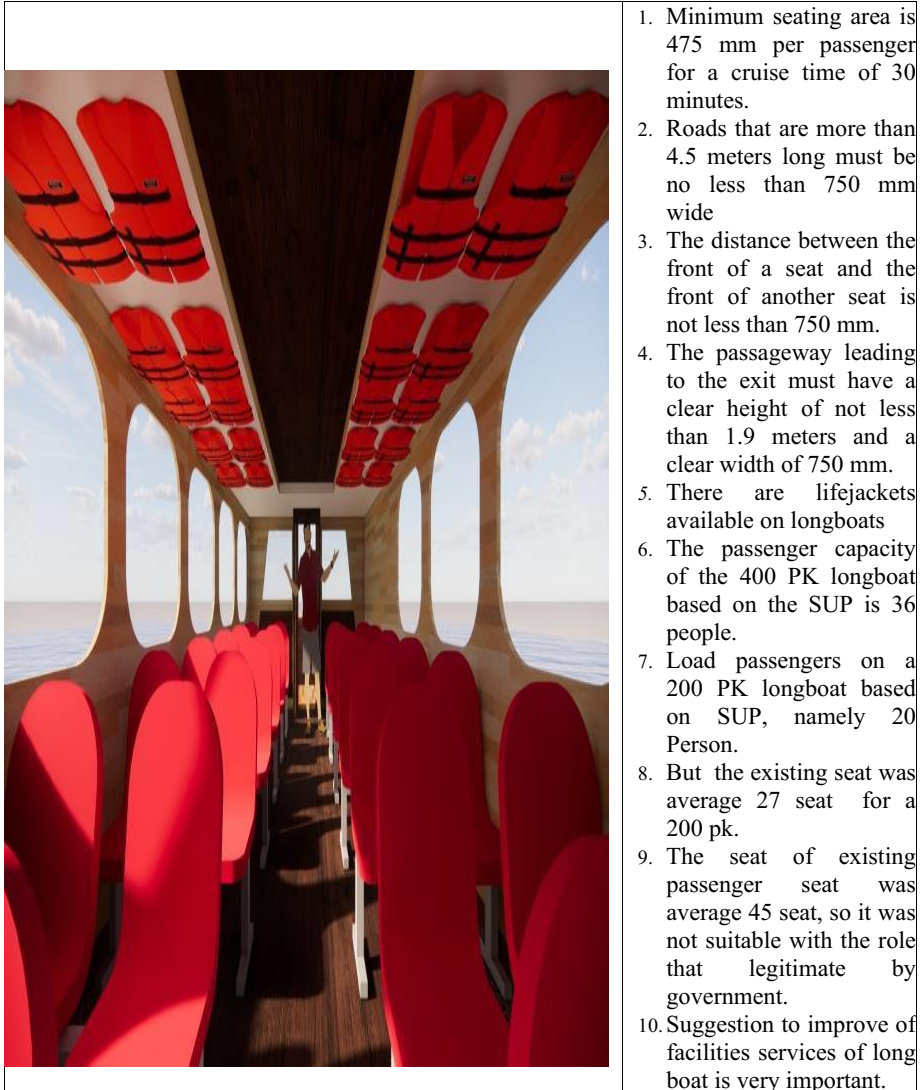 1. Minimum seating area is
475 mm per passenger
for a cruise time of 30
minutes.
2. Roads that are more than
4.5 meters long must be
no less than 750 mm
wide
3. The distance between the
front of a seat and the
front of another seat is
not less than 750 mm.
4. The passageway leading
to the exit must have a
clear height of not less
than 1.9 meters and a
clear width of 750 mm.
5. There are lifejackets
available on longboats
6. The passenger capacity
of the 400 PK longboat
based on the SUP is 36
people.
7. Load passengers on a
200 PK longboat based
on SUP, namely 20
Person.
8. But the existing seat was
average 27 seat for a
200 pk.
9. The seat of existing
passenger seat was
average 45 seat, so it was
not suitable with the role
that legitimate by
government.
10. Suggestion to improve of
facilities services of long
boat is very important.